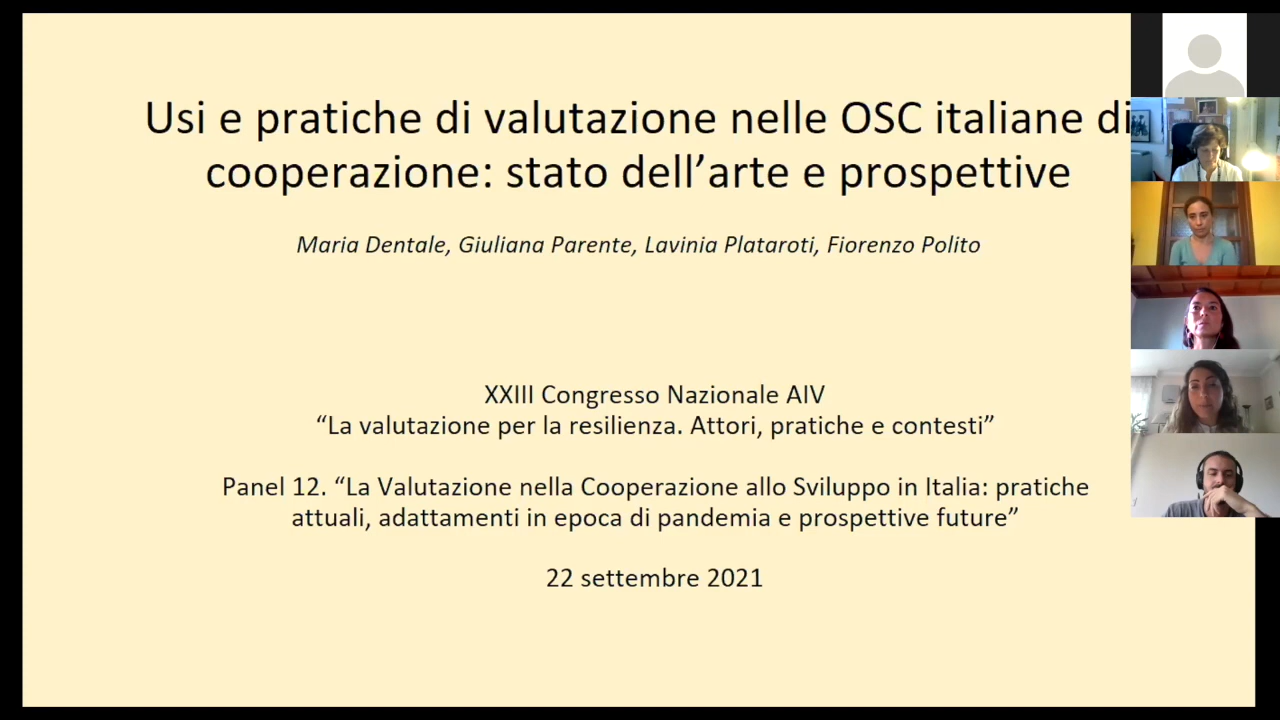 Usi e pratiche di valutazione nelle OSC italiane di
cooperazione: stato dell’arte e prospettive
Maria Dentale, Giuliana Parente, Lavinia Plataroti, Fiorenzo Polito
XXIII Congresso Nazionale AIV
“La valutazione per la resilienza. Attori, pratiche e contesti”
Panel 12. “La Valutazione nella Cooperazione allo Sviluppo in Italia: pratiche
attuali, adattamenti in epoca di pandemia e prospettive future”
22 settembre 2021